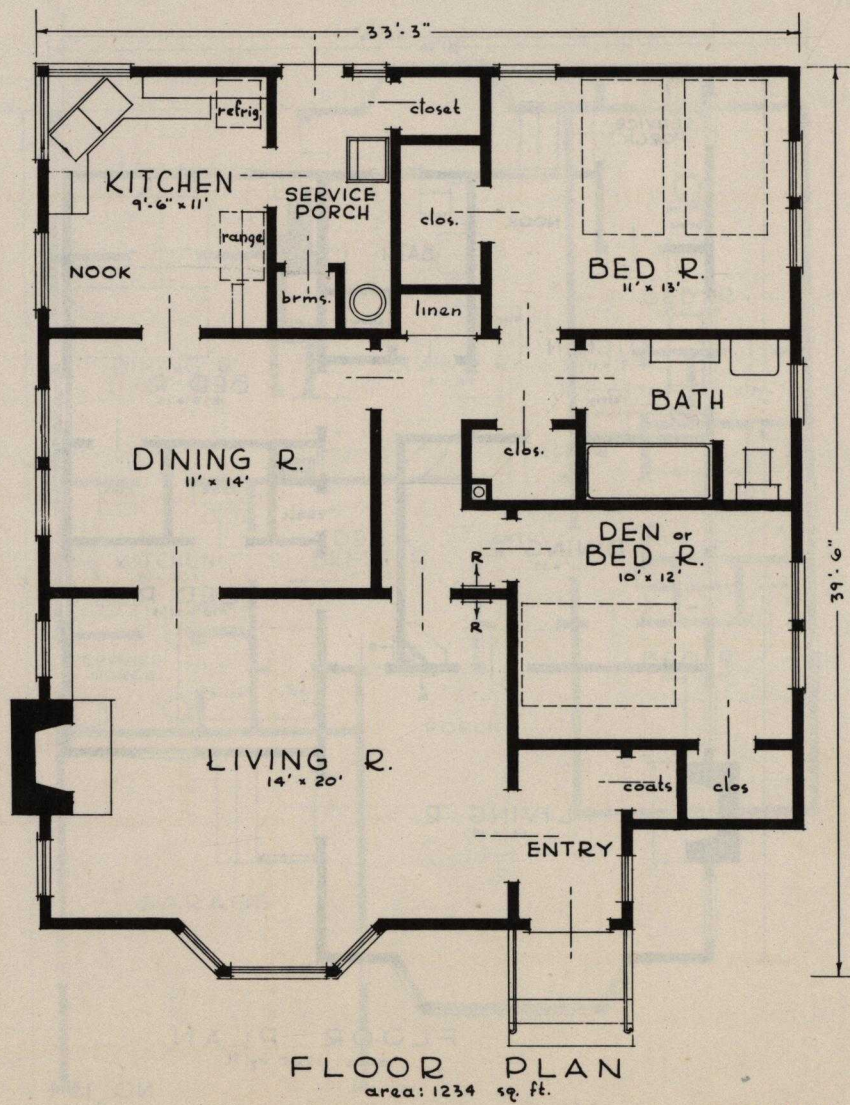 33'-3"
refrig.
closet
KITCHEN
9'-6" x 11'
SERVICE
PORCH
clos.
range
NOOK
BED R.
11' x 13'
brms.
linen
BATH
DINING R.
11' x 14'
clos.
DEN or
BED R.
10' x 12'
R
R
39'-6"
LIVING R.
14' x 20'
coats
clos
ENTRY
FLOOR PLAN
area: 1234 sq. ft.